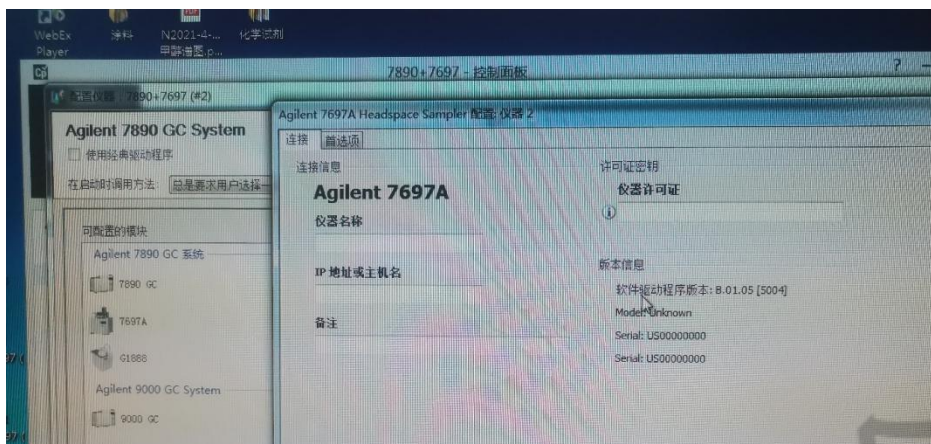 WebEx
Player
涂料
N2021-4-...
甲醇谱图.p...
化学试剂
7890+7697 - 控制面板
配置仪器 : 7890+7697 (#2)
Agilent 7890 GC System
使用经典驱动程序
在启动时调用方法:
总是要求用户选择一
可配置的模块
Agilent 7890 GC 系统
7890 GC
7697A
G1888
Agilent 9000 GC System
9000 GC
Agilent 7697A Headspace Sampler 配置: 仪器 2
连接
首选项
连接信息
Agilent 7697A
仪器名称
IP 地址或主机名
备注
许可证密钥
仪器许可证
版本信息
软件驱动程序版本: B.01.05 [5004]
Model: Unknown
Serial: US00000000
Serial: US00000000